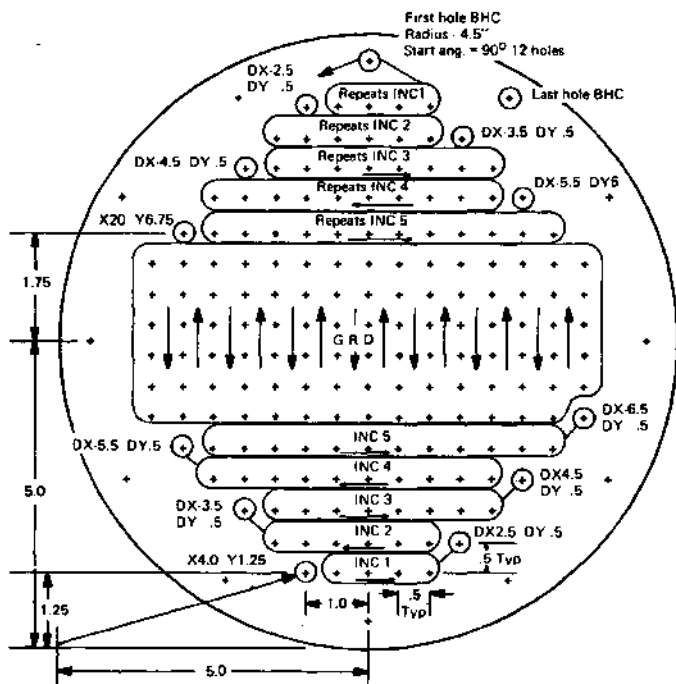 First hole BHC
Radius - 4.5"
Start ang. = 90° 12 holes
DX-2.5
DY .5
Repeats INC1
Last hole BHC
Repeats INC 2
DX-3.5 DY .5
DX-4.5 DY .5
Repeats INC 3
Repeats INC 4
DX-5.5 DY5
X20 Y6.75
Repeats INC 5
1.75
G R D
5.0
INC 5
DX-6.5
DY .5
DX-5.5 DY.5
INC 4
DX4.5
DY .5
DX-3.5
DY .5
INC 3
INC 2
DX2.5 DY .5
X4.0 Y1.25
INC 1
.5 Typ
1.25
1.0
.5
Typ
5.0